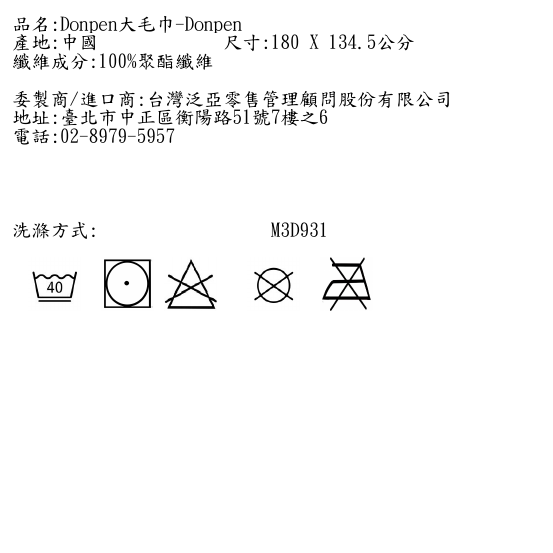 品名:Donpen大毛巾-Donpen
產地:中國 尺寸:180 X 134.5公分
纖維成分:100%聚酯纖維
委製商/進口商:台灣泛亞零售管理顧問股份有限公司
地址:臺北市中正區衡陽路51號7樓之6
電話:02-8979-5957
洗滌方式: M3D931
40